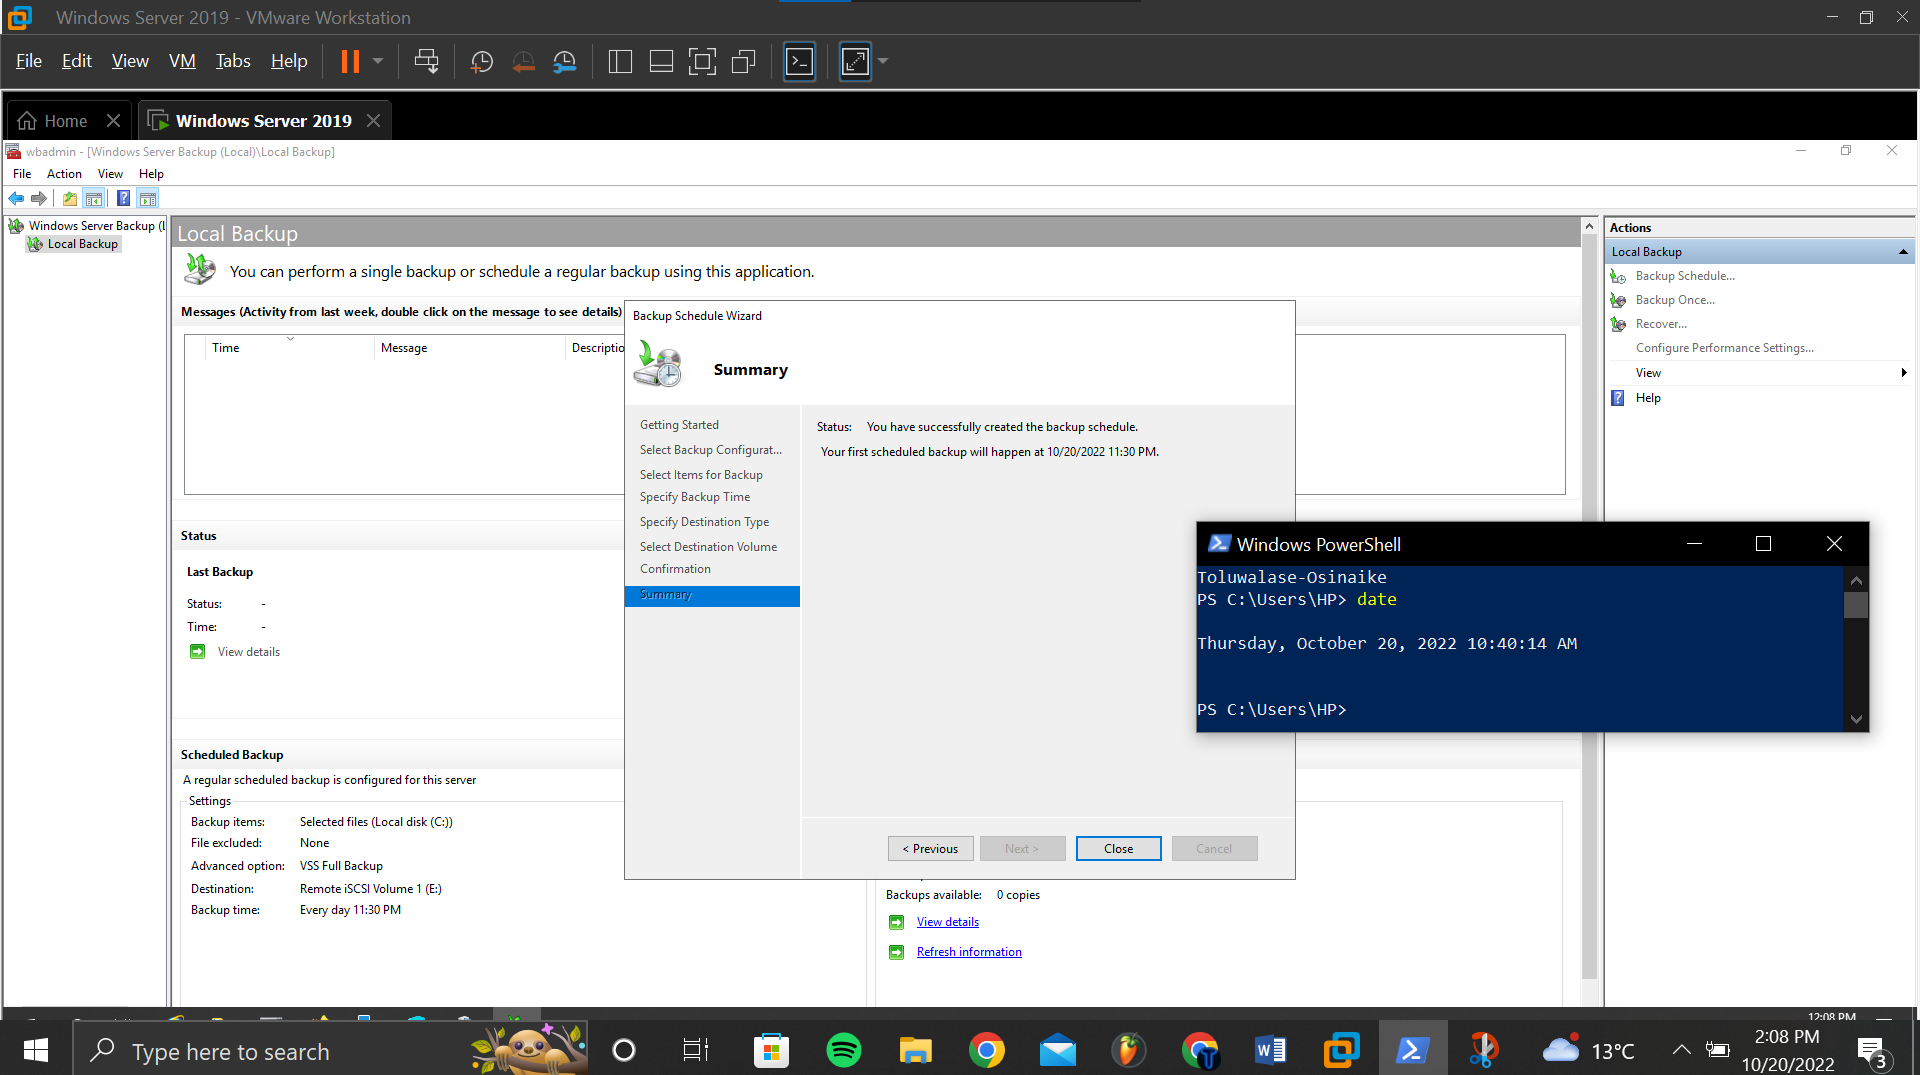 Windows Server 2019 - VMware Workstation
File Edit View VM Tabs Help
Home
Windows Server 2019
wbadmin - [Windows Server Backup (Local)\Local Backup]
File Action View Help
Windows Server Backup (L
Local Backup
Local Backup
You can perform a single backup or schedule a regular backup using this application.
Messages (Activity from last week, double click on the message to see details)
Time Message Descriptio
Status
Last Backup
Status: -
Time: -
View details
Scheduled Backup
A regular scheduled backup is configured for this server
Settings
Backup items: Selected files (Local disk (C:))
File excluded: None
Advanced option: VSS Full Backup
Destination: Remote iSCSI Volume 1 (E:)
Backup time: Every day 11:30 PM
Backups available: 0 copies
View details
Refresh information
Backup Schedule Wizard
Summary
Getting Started
Select Backup Configurat...
Select Items for Backup
Specify Backup Time
Specify Destination Type
Select Destination Volume
Confirmation
Summary
Status: You have successfully created the backup schedule.
Your first scheduled backup will happen at 10/20/2022 11:30 PM.
< Previous
Next >
Close
Cancel
Actions
Local Backup
Backup Schedule...
Backup Once...
Recover...
Configure Performance Settings...
View
Help
Windows PowerShell
Toluwalase-Osinaike
PS C:\Users\HP> date
Thursday, October 20, 2022 10:40:14 AM
PS C:\Users\HP>
12:08 PM
Type here to search
13°C
2:08 PM
10/20/2022
3